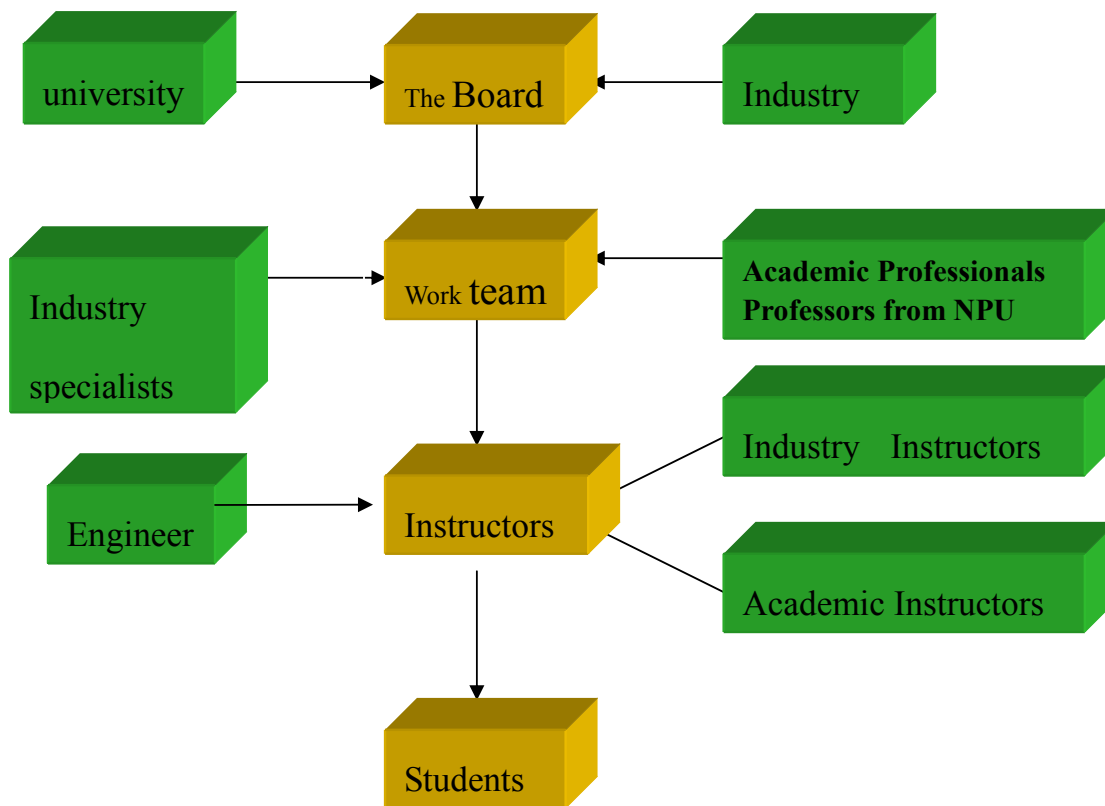 university
The Board
Industry
Industry
specialists
Work team
Academic Professionals
Professors from NPU
Industry Instructors
Engineer
Instructors
Academic Instructors
Students